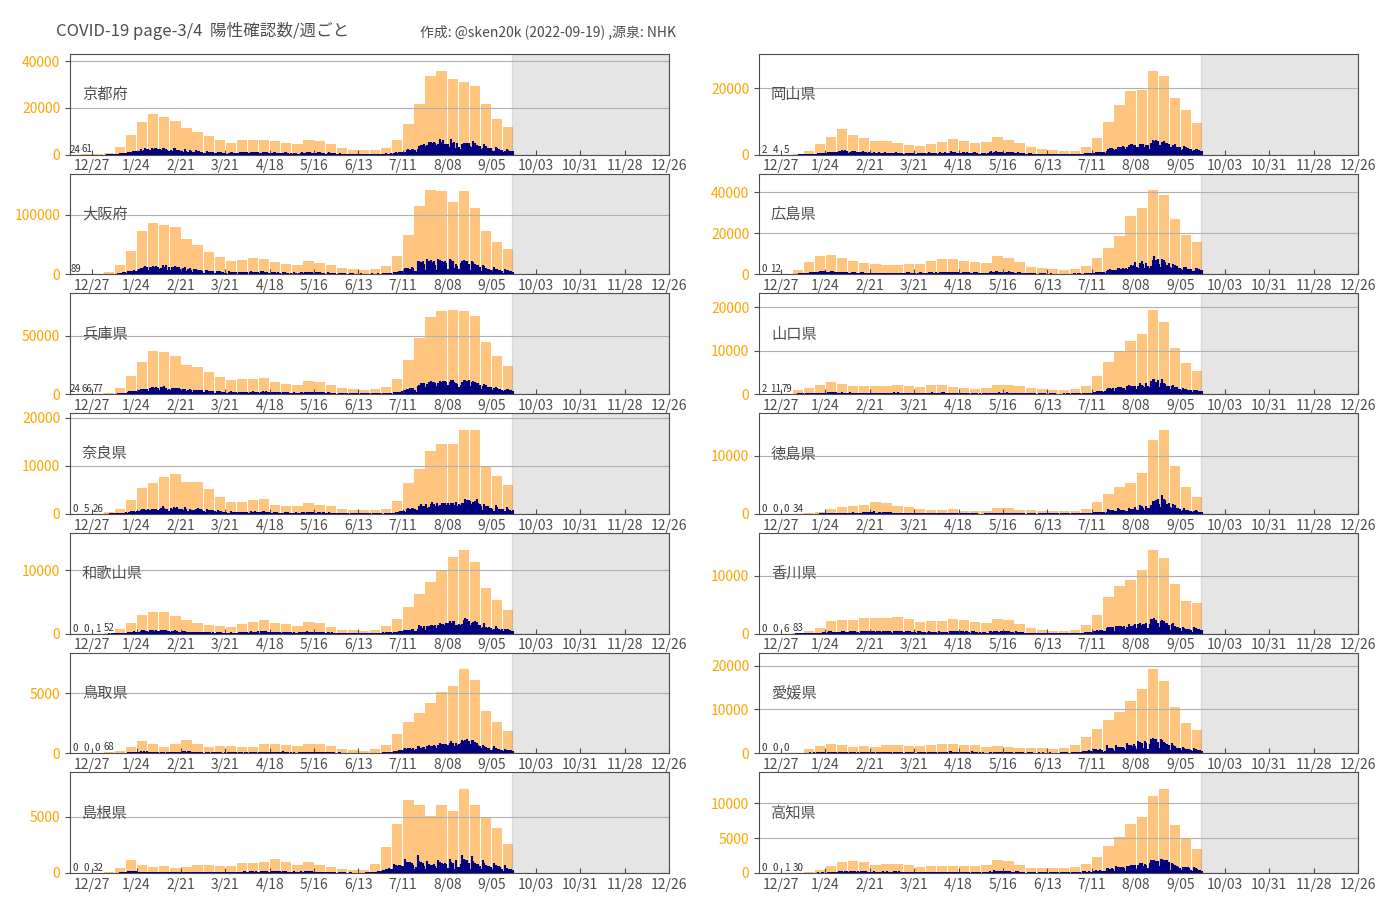 COVID-19 page-3/4 陽性確認数/週ごと
作成: @sken20k (2022-09-19) ,源泉: NHK
40000
京都府
20000
0
24 61
12/27 1/24 2/21 3/21 4/18 5/16 6/13 7/11 8/08 9/05 10/03 10/31 11/28 12/26
20000
岡山県
0
2 4 5
12/27 1/24 2/21 3/21 4/18 5/16 6/13 7/11 8/08 9/05 10/03 10/31 11/28 12/26
100000
大阪府
0
89
12/27 1/24 2/21 3/21 4/18 5/16 6/13 7/11 8/08 9/05 10/03 10/31 11/28 12/26
40000
広島県
20000
0
0 12
12/27 1/24 2/21 3/21 4/18 5/16 6/13 7/11 8/08 9/05 10/03 10/31 11/28 12/26
50000
兵庫県
0
24 66 77
12/27 1/24 2/21 3/21 4/18 5/16 6/13 7/11 8/08 9/05 10/03 10/31 11/28 12/26
20000
山口県
10000
0
2 11 79
12/27 1/24 2/21 3/21 4/18 5/16 6/13 7/11 8/08 9/05 10/03 10/31 11/28 12/26
20000
奈良県
10000
0
0 5 26
12/27 1/24 2/21 3/21 4/18 5/16 6/13 7/11 8/08 9/05 10/03 10/31 11/28 12/26
10000
徳島県
0
0 0 0 34
12/27 1/24 2/21 3/21 4/18 5/16 6/13 7/11 8/08 9/05 10/03 10/31 11/28 12/26
10000
和歌山県
0
0 0 1 52
12/27 1/24 2/21 3/21 4/18 5/16 6/13 7/11 8/08 9/05 10/03 10/31 11/28 12/26
10000
香川県
0
0 0 6 83
12/27 1/24 2/21 3/21 4/18 5/16 6/13 7/11 8/08 9/05 10/03 10/31 11/28 12/26
5000
鳥取県
0
0 0 0 68
12/27 1/24 2/21 3/21 4/18 5/16 6/13 7/11 8/08 9/05 10/03 10/31 11/28 12/26
20000
愛媛県
10000
0
0 0 0
12/27 1/24 2/21 3/21 4/18 5/16 6/13 7/11 8/08 9/05 10/03 10/31 11/28 12/26
5000
島根県
0
0 0 32
12/27 1/24 2/21 3/21 4/18 5/16 6/13 7/11 8/08 9/05 10/03 10/31 11/28 12/26
10000
高知県
5000
0
0 0 1 30
12/27 1/24 2/21 3/21 4/18 5/16 6/13 7/11 8/08 9/05 10/03 10/31 11/28 12/26